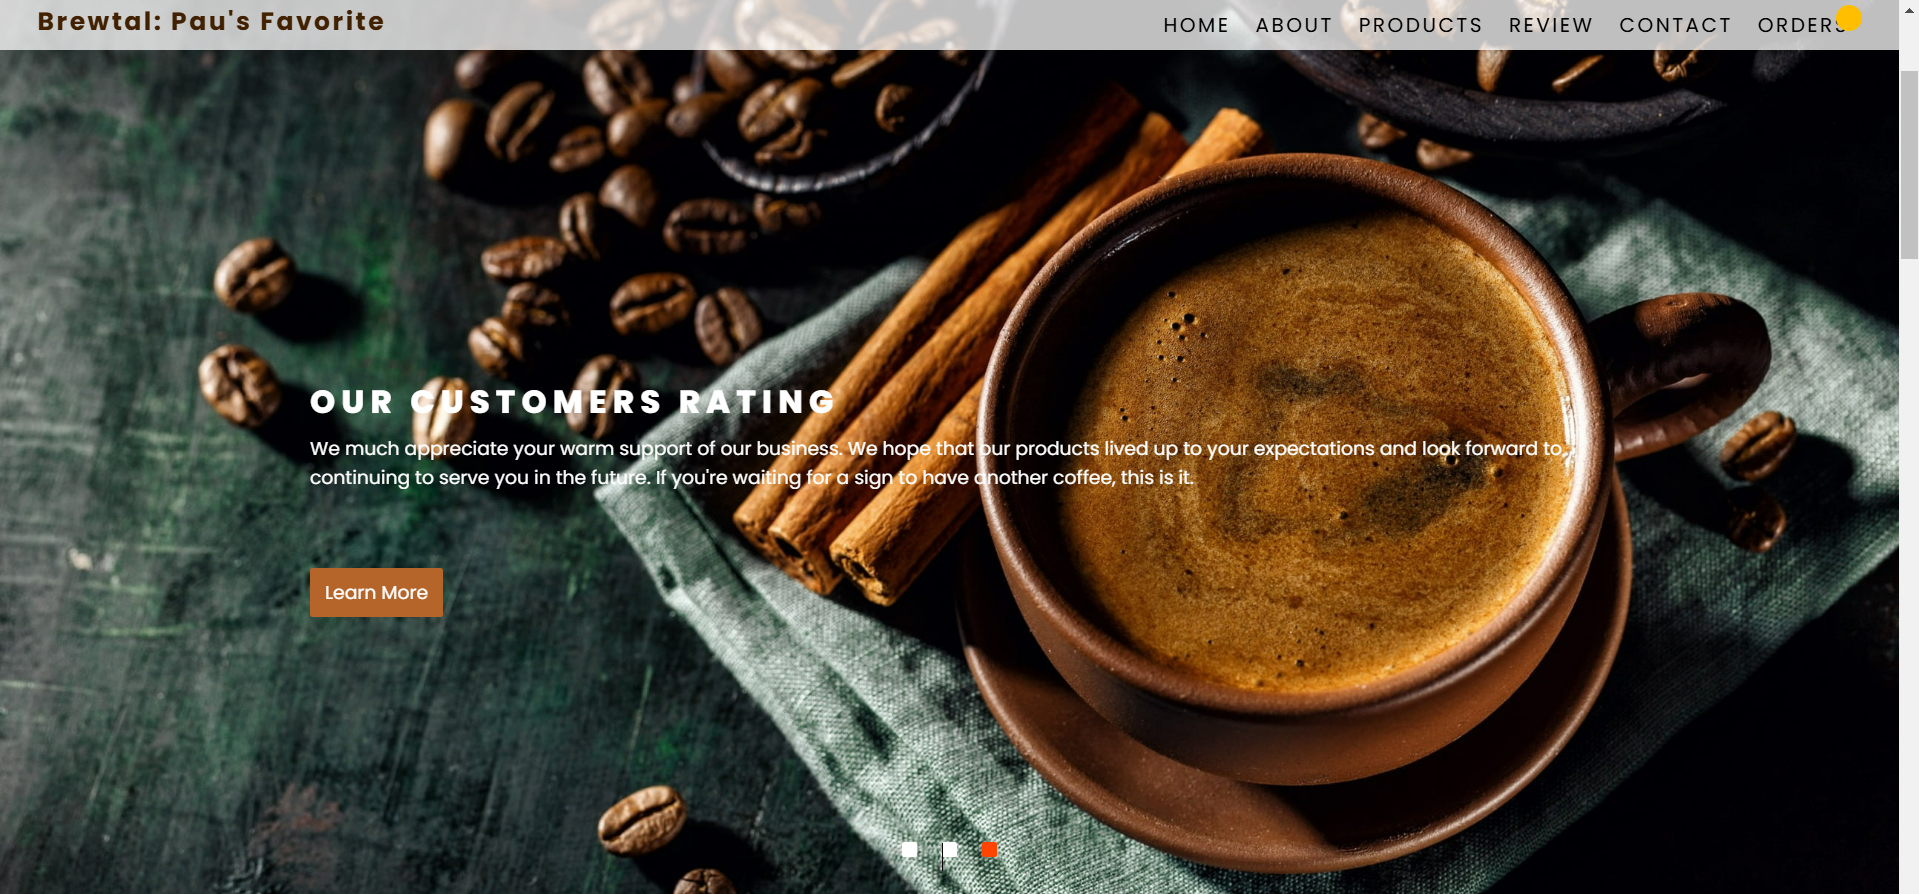 Brewtal: Pau's Favorite
HOME ABOUT PRODUCTS REVIEW CONTACT ORDERS
OUR CUSTOMERS RATING
We much appreciate your warm support of our business. We hope that our products lived up to your expectations and look forward to
continuing to serve you in the future. If you're waiting for a sign to have another coffee, this is it.
Learn More